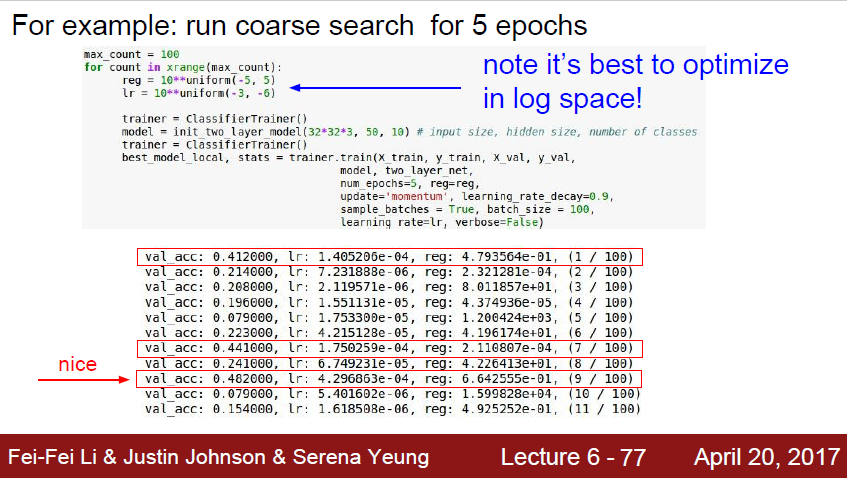 For example: run coarse search for 5 epochs
max_count = 100
for count in xrange(max_count):
reg = 10**uniform(-5, 5)
lr = 10**uniform(-3, -6)
note it's best to optimize
in log space!
trainer = ClassifierTrainer()
model = init_two_layer_model(32*32*3, 50, 10) # input size, hidden size, number of classes
trainer = ClassifierTrainer()
best_model_local, stats = trainer.train(X_train, y_train, X_val, y_val,
model, two_layer_net,
num_epochs=5, reg=reg,
update='momentum', learning_rate_decay=0.9,
sample_batches = True, batch_size = 100,
learning_rate=lr, verbose=False)
val_acc: 0.412000, lr: 1.405206e-04, reg: 4.793564e-01, (1 / 100)
val_acc: 0.214000, lr: 7.231888e-06, reg: 2.321281e-04, (2 / 100)
val_acc: 0.208000, lr: 2.119571e-06, reg: 8.011857e+01, (3 / 100)
val_acc: 0.196000, lr: 1.551131e-05, reg: 4.374936e-05, (4 / 100)
val_acc: 0.079000, lr: 1.753300e-05, reg: 1.200424e+03, (5 / 100)
val_acc: 0.223000, lr: 4.215128e-05, reg: 4.196174e+01, (6 / 100)
val_acc: 0.441000, lr: 1.750259e-04, reg: 2.110807e-04, (7 / 100)
val_acc: 0.241000, lr: 6.749231e-05, reg: 4.226413e+01, (8 / 100)
nice
val_acc: 0.482000, lr: 4.296863e-04, reg: 6.642555e-01, (9 / 100)
val_acc: 0.079000, lr: 5.401602e-06, reg: 1.599828e+04, (10 / 100)
val_acc: 0.154000, lr: 1.618508e-06, reg: 4.925252e-01, (11 / 100)
Fei-Fei Li & Justin Johnson & Serena Yeung
Lecture 6 - 77
April 20, 2017